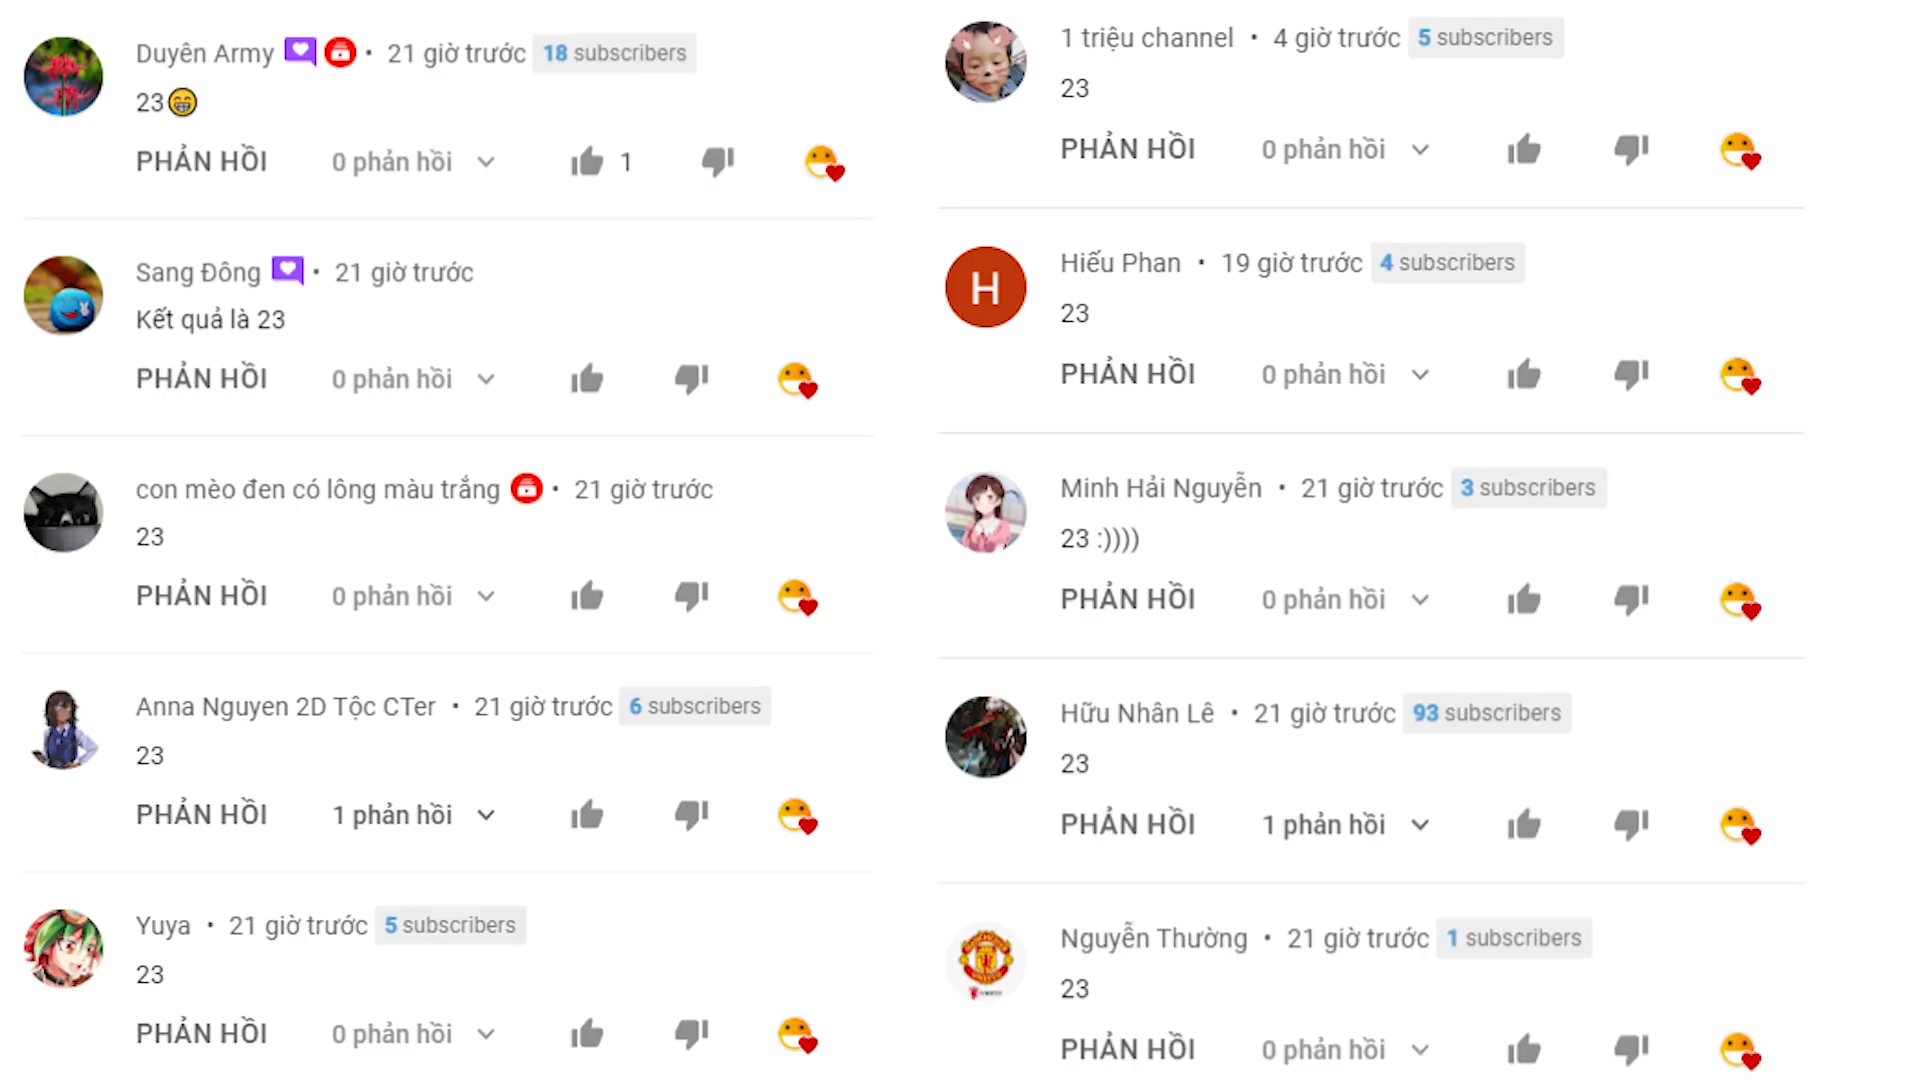 Duyên Army • 21 giờ trước 18 subscribers
23😁
PHẢN HỒI 0 phản hồi 1
Sang Đông • 21 giờ trước
Kết quả là 23
PHẢN HỒI 0 phản hồi
con mèo đen có lông màu trắng • 21 giờ trước
23
PHẢN HỒI 0 phản hồi
Anna Nguyen 2D Tộc CTer • 21 giờ trước 6 subscribers
23
PHẢN HỒI 1 phản hồi
Yuya • 21 giờ trước 5 subscribers
23
PHẢN HỒI 0 phản hồi
1 triệu channel • 4 giờ trước 5 subscribers
23
PHẢN HỒI 0 phản hồi
H
Hiếu Phan • 19 giờ trước 4 subscribers
23
PHẢN HỒI 0 phản hồi
Minh Hải Nguyễn • 21 giờ trước 3 subscribers
23 :))))
PHẢN HỒI 0 phản hồi
Hữu Nhân Lê • 21 giờ trước 93 subscribers
23
PHẢN HỒI 1 phản hồi
Nguyễn Thường • 21 giờ trước 1 subscribers
23
PHẢN HỒI 0 phản hồi